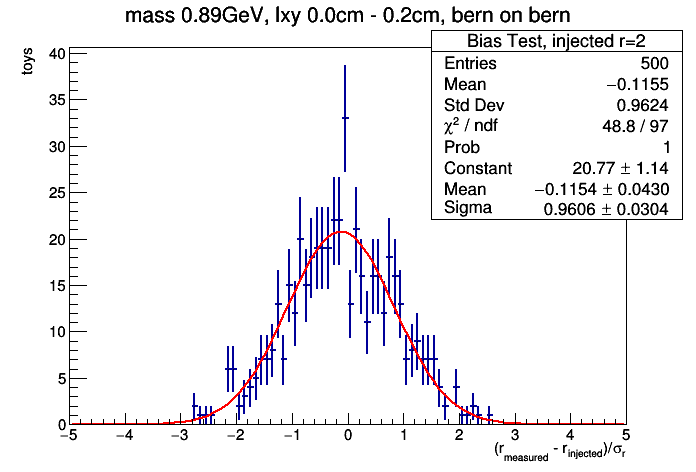 mass 0.89GeV, lxy 0.0cm - 0.2cm, bern on bern
toys
Bias Test, injected r=2
Entries 500
Mean −0.1155
Std Dev 0.9624
χ² / ndf 48.8 / 97
Prob 1
Constant 20.77 ± 1.14
Mean −0.1154 ± 0.0430
Sigma 0.9606 ± 0.0304
40
35
30
25
20
15
10
5
0
−5 −4 −3 −2 −1 0 1 2 3 4 5
(r_measured - r_injected)/σ_r